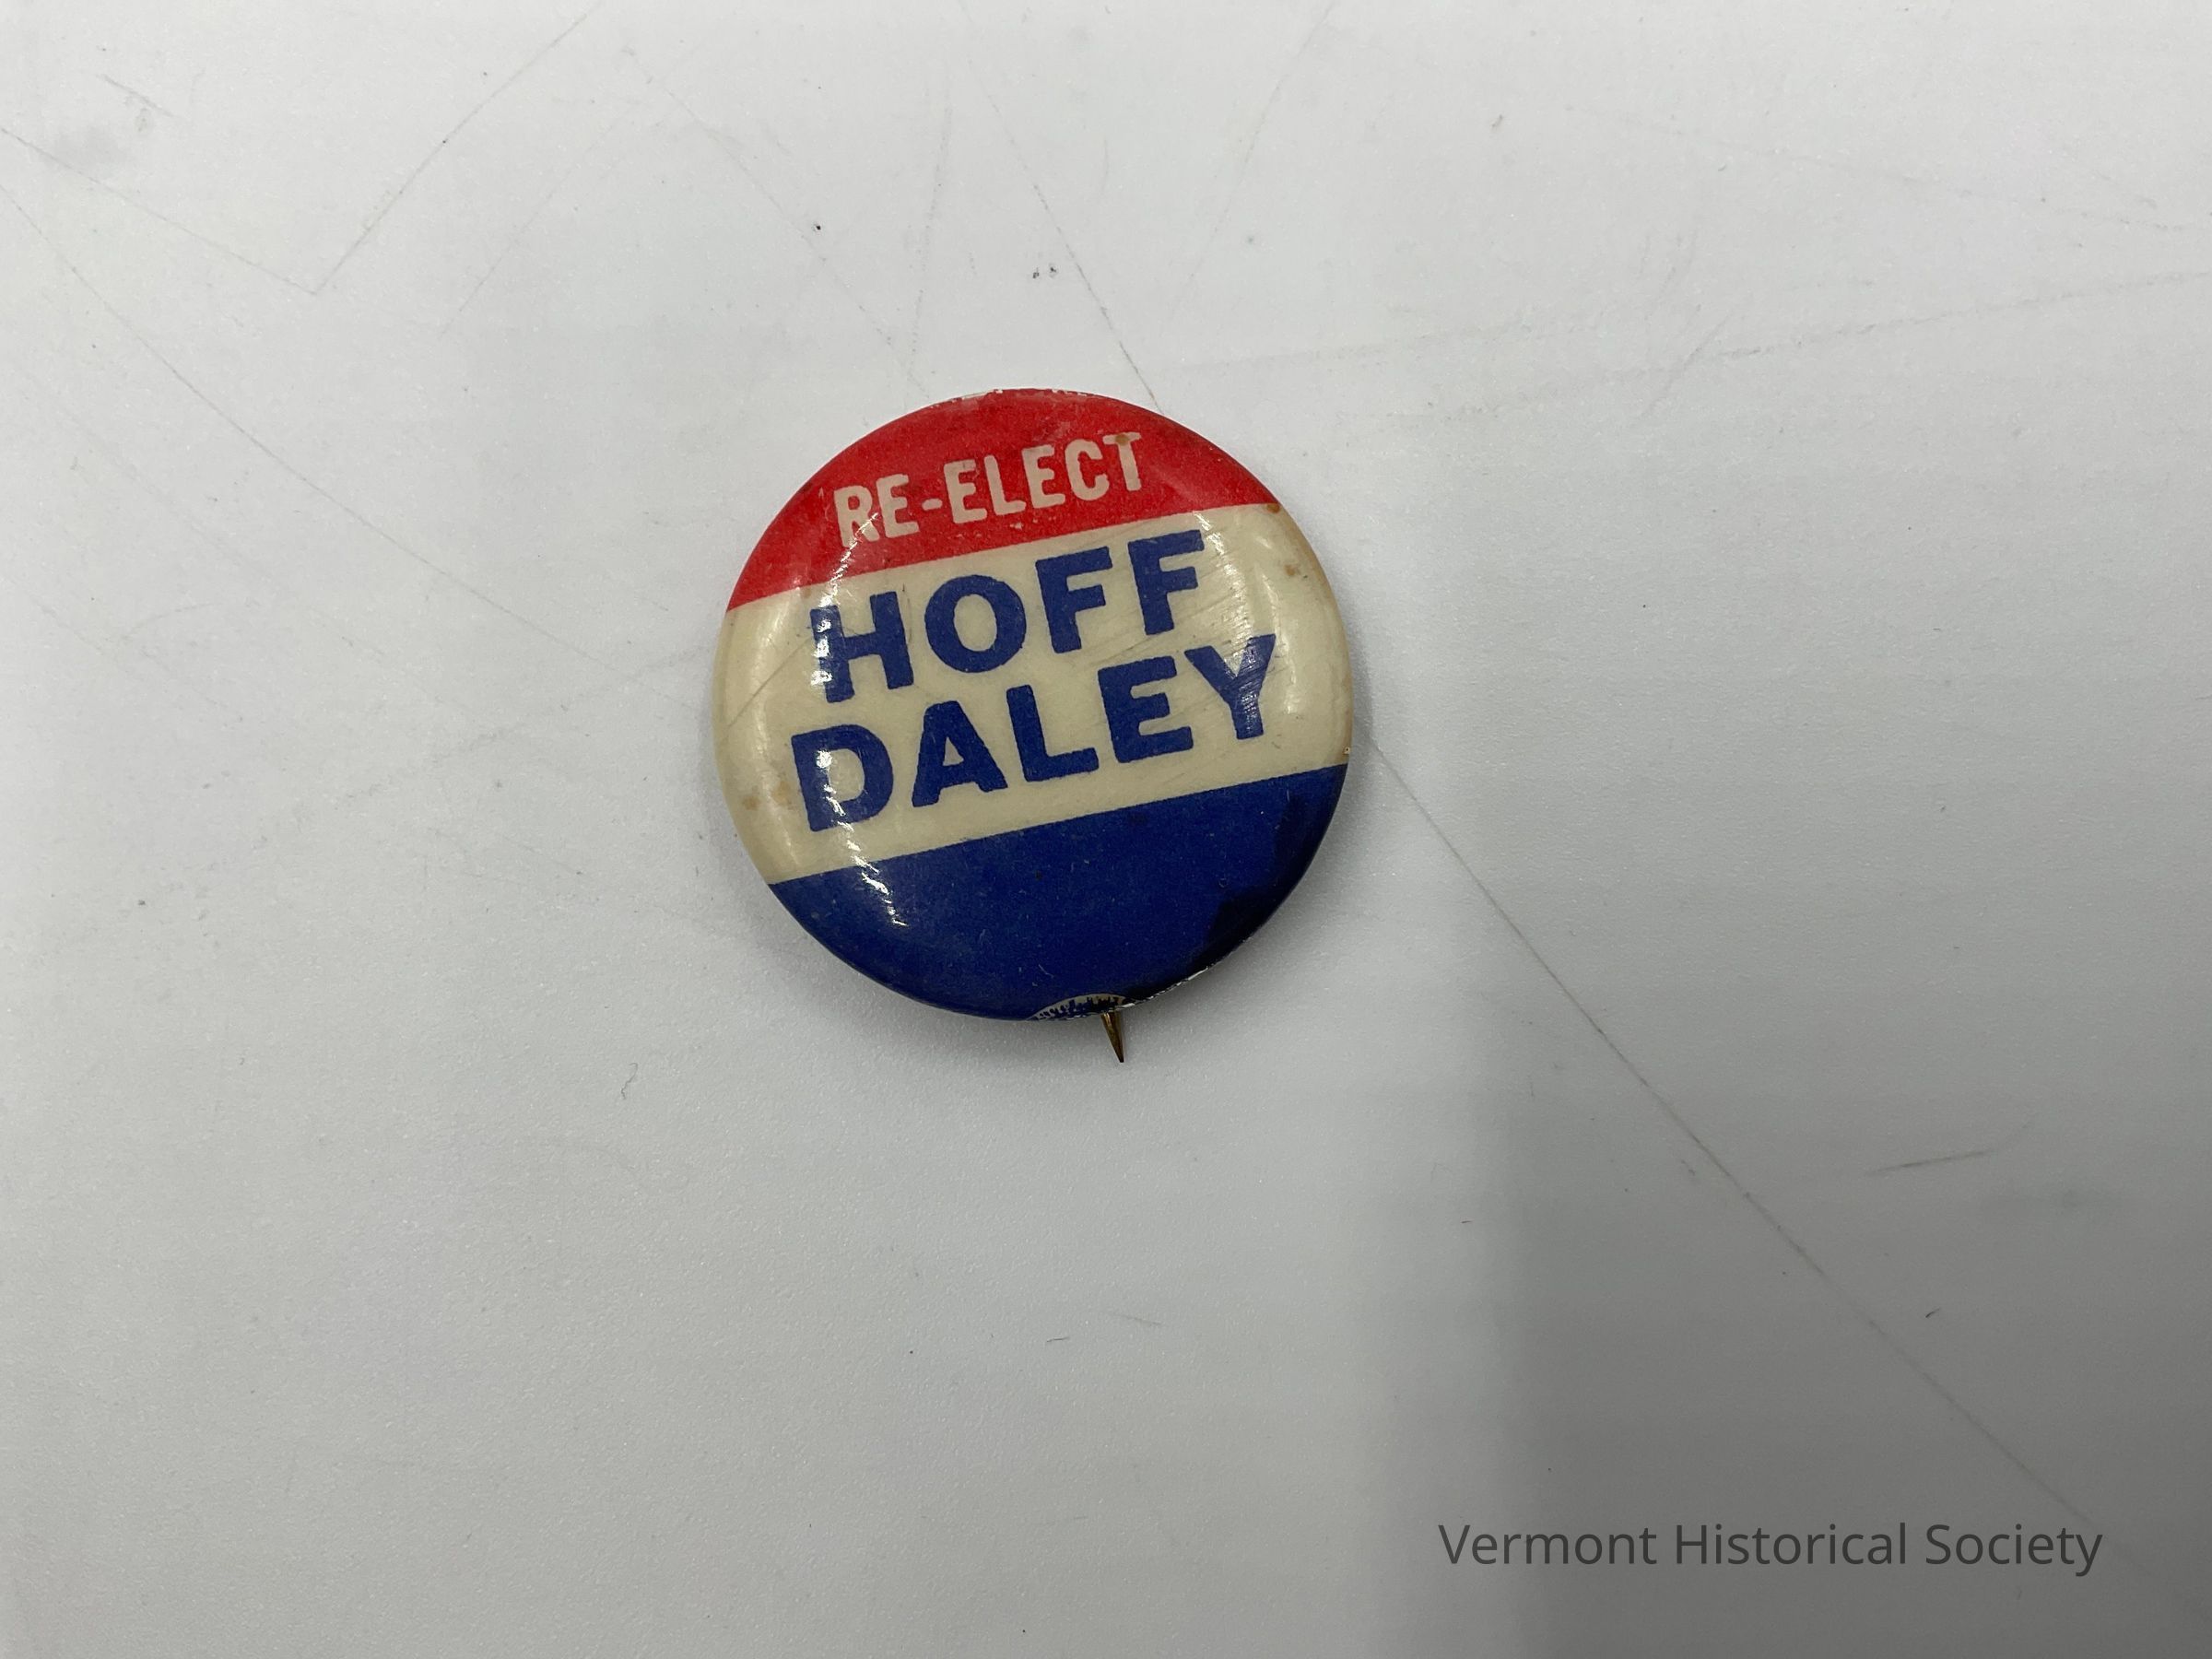 RE-ELECT
HOFF
DALEY
Vermont Historical Society